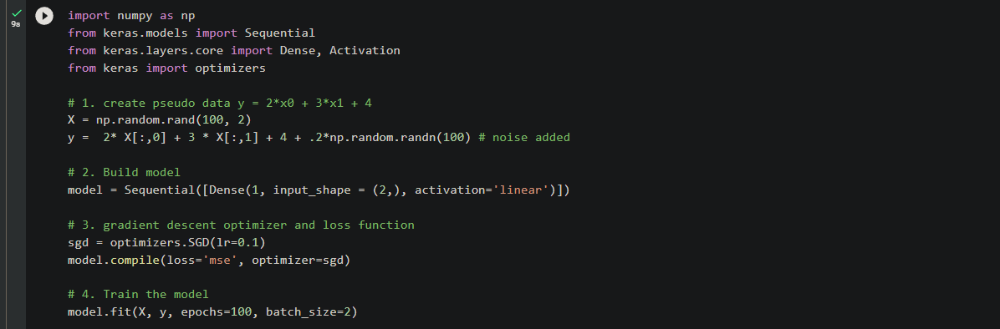 9s
import numpy as np
from keras.models import Sequential
from keras.layers.core import Dense, Activation
from keras import optimizers
# 1. create pseudo data y = 2*x0 + 3*x1 + 4
X = np.random.rand(100, 2)
y =  2* X[:,0] + 3 * X[:,1] + 4 + .2*np.random.randn(100) # noise added
# 2. Build model
model = Sequential([Dense(1, input_shape = (2,), activation='linear')])
# 3. gradient descent optimizer and loss function
sgd = optimizers.SGD(lr=0.1)
model.compile(loss='mse', optimizer=sgd)
# 4. Train the model
model.fit(X, y, epochs=100, batch_size=2)